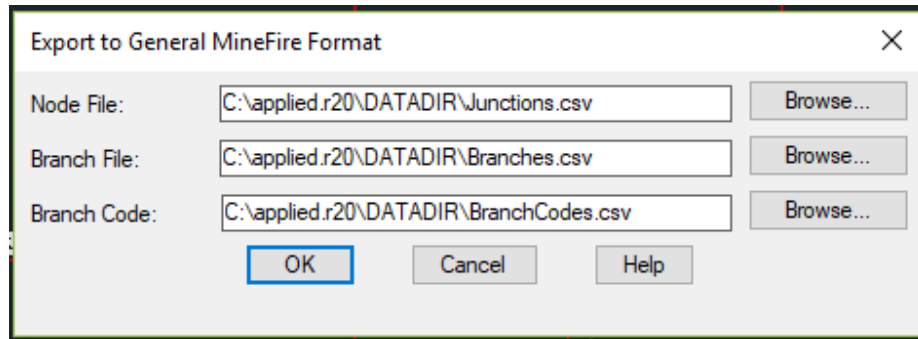 Export to General MineFire Format
Node File: C:\applied.r20\DATADIR\Junctions.csv Browse...
Branch File: C:\applied.r20\DATADIR\Branches.csv Browse...
Branch Code: C:\applied.r20\DATADIR\BranchCodes.csv Browse...
OK Cancel Help